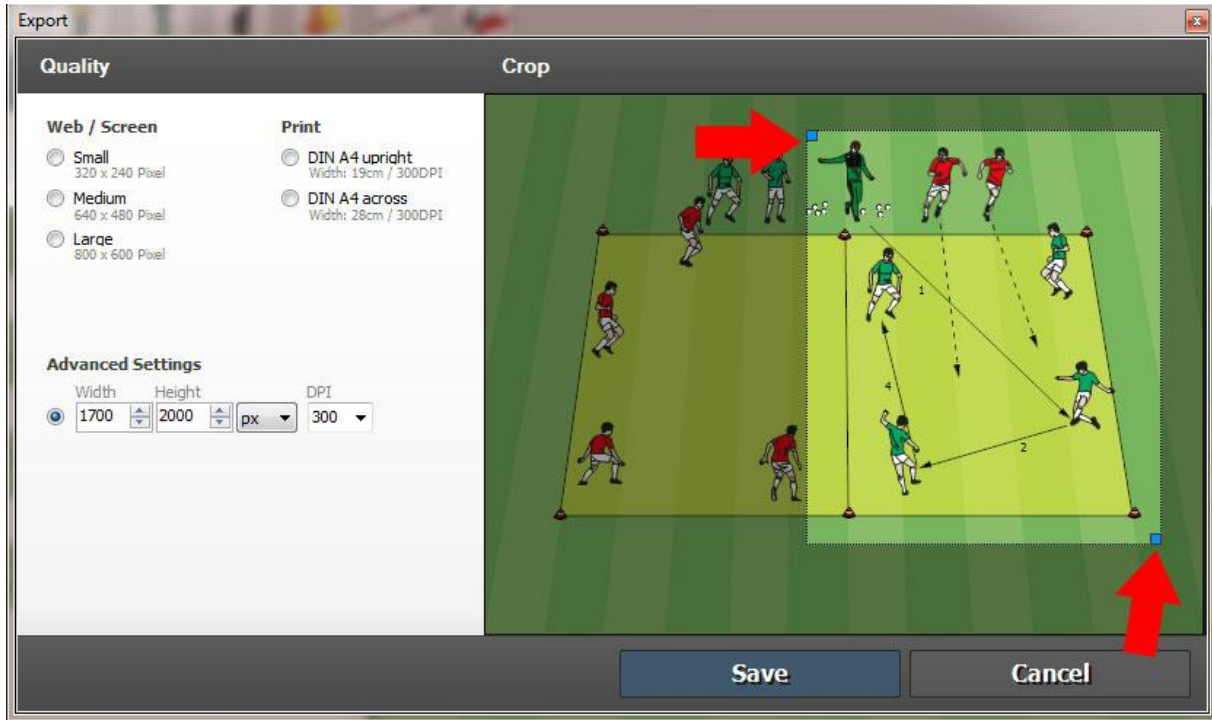 Export
Quality
Crop
Web / Screen
Print
Small
320 x 240 Pixel
DIN A4 upright
Width: 19cm / 300DPI
Medium
640 x 480 Pixel
DIN A4 across
Width: 28cm / 300DPI
Large
800 x 600 Pixel
Advanced Settings
Width Height DPI
1700 2000 px 300
1
4
2
Save
Cancel